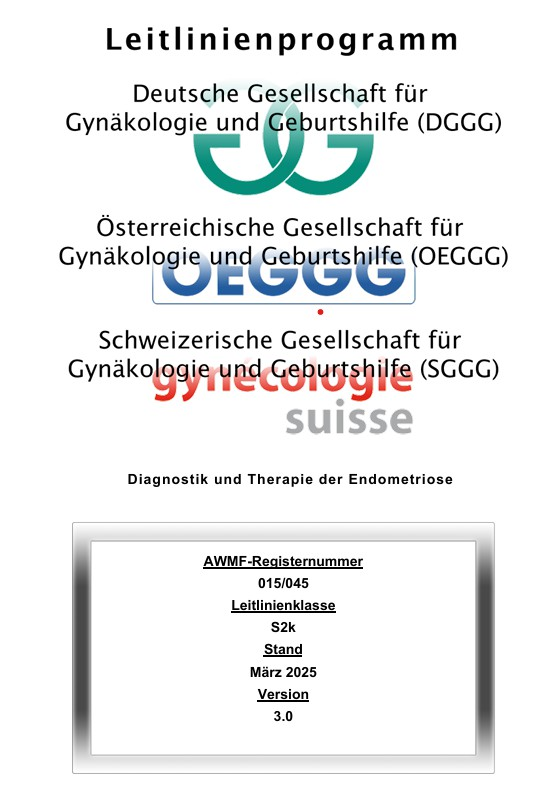 Leitlinienprogramm
Deutsche Gesellschaft für
Gynäkologie und Geburtshilfe (DGGG)
Österreichische Gesellschaft für
Gynäkologie und Geburtshilfe (OEGGG)
OEGGG
Schweizerische Gesellschaft für
Gynäkologie und Geburtshilfe (SGGG)
gynécologie
suisse
Diagnostik und Therapie der Endometriose
AWMF-Registernummer
015/045
Leitlinienklasse
S2k
Stand
März 2025
Version
3.0